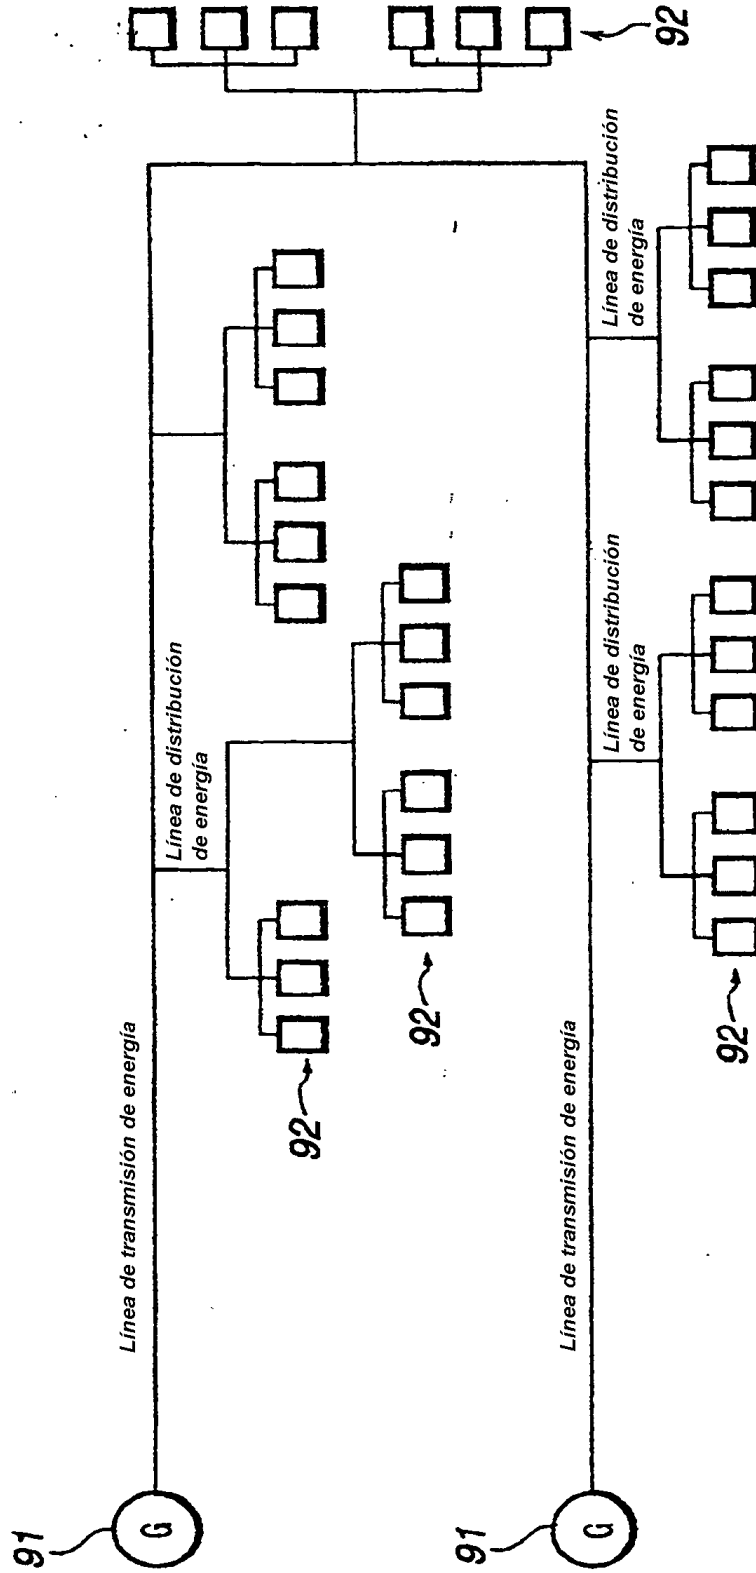 91
G
Línea de transmisión de energía
Línea de distribución
de energía
92
92
92
91
G
Línea de transmisión de energía
Línea de distribución
de energía
Línea de distribución
de energía
92